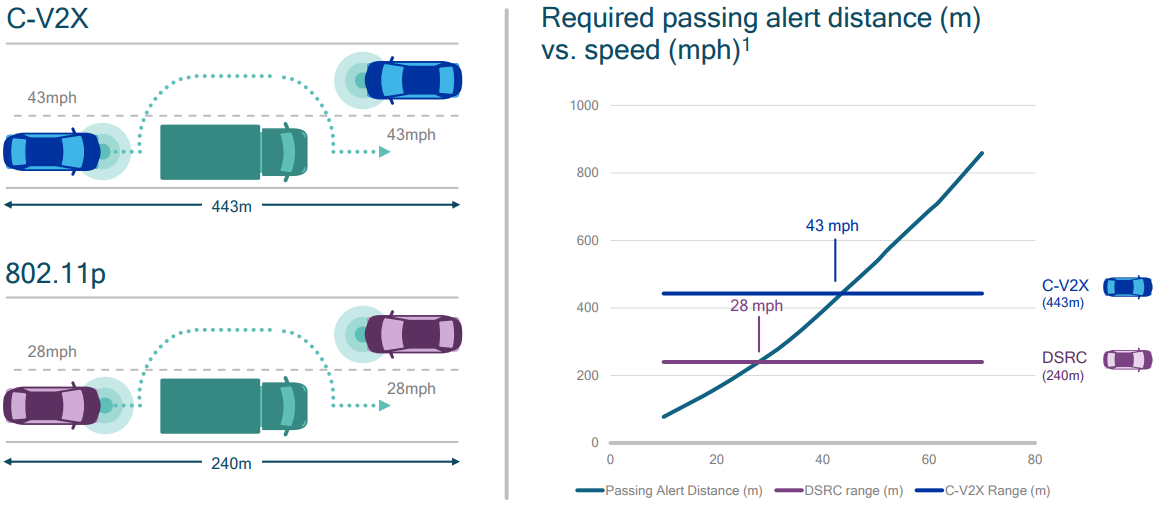 C-V2X
43mph
43mph
443m
802.11p
28mph
28mph
240m
Required passing alert distance (m)
vs. speed (mph)1
1000
800
600
400
200
0
0 20 40 60 80
43 mph
28 mph
C-V2X
(443m)
DSRC
(240m)
Passing Alert Distance (m) DSRC range (m) C-V2X Range (m)